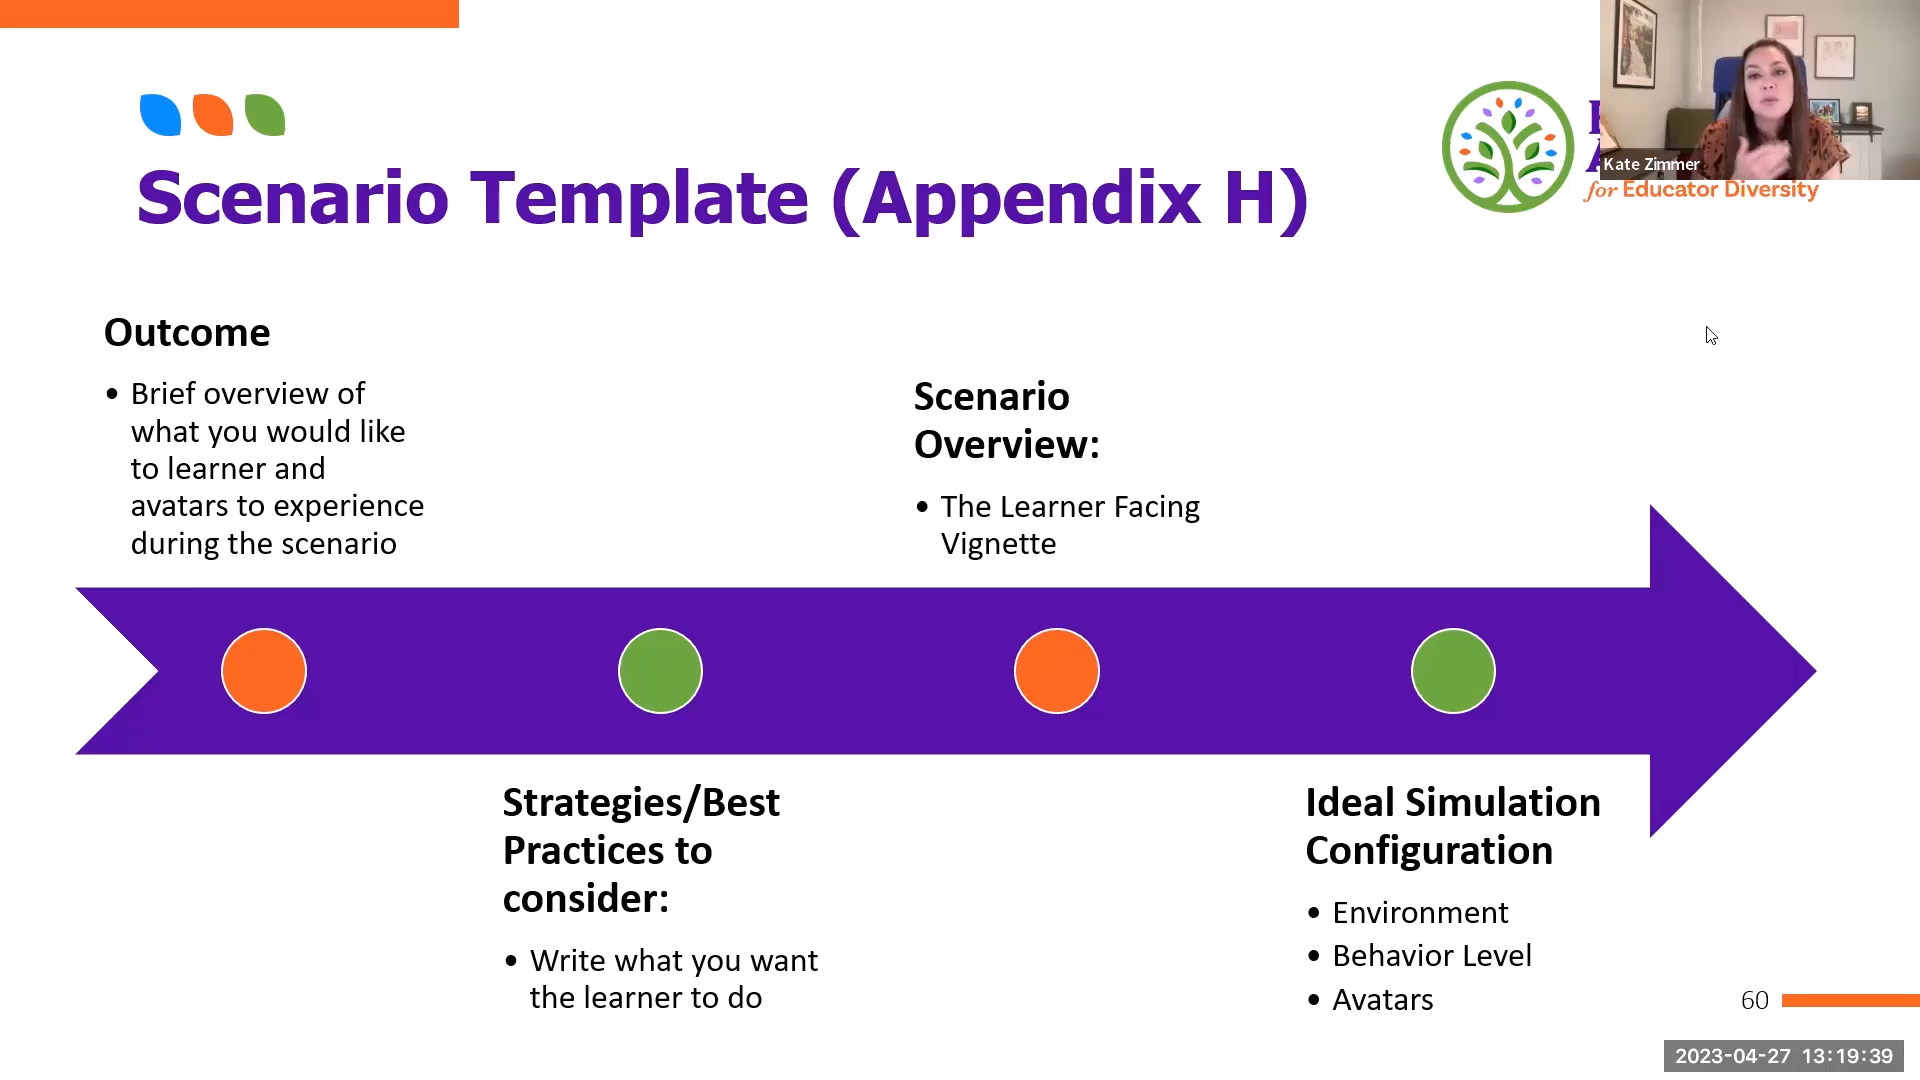 Kate Zimmer
for Educator Diversity
Scenario Template (Appendix H)
Outcome
• Brief overview of
what you would like
to learner and
avatars to experience
during the scenario
Strategies/Best
Practices to
consider:
• Write what you want
the learner to do
Scenario
Overview:
• The Learner Facing
Vignette
Ideal Simulation
Configuration
• Environment
• Behavior Level
• Avatars
60
2023-04-27 13:19:39